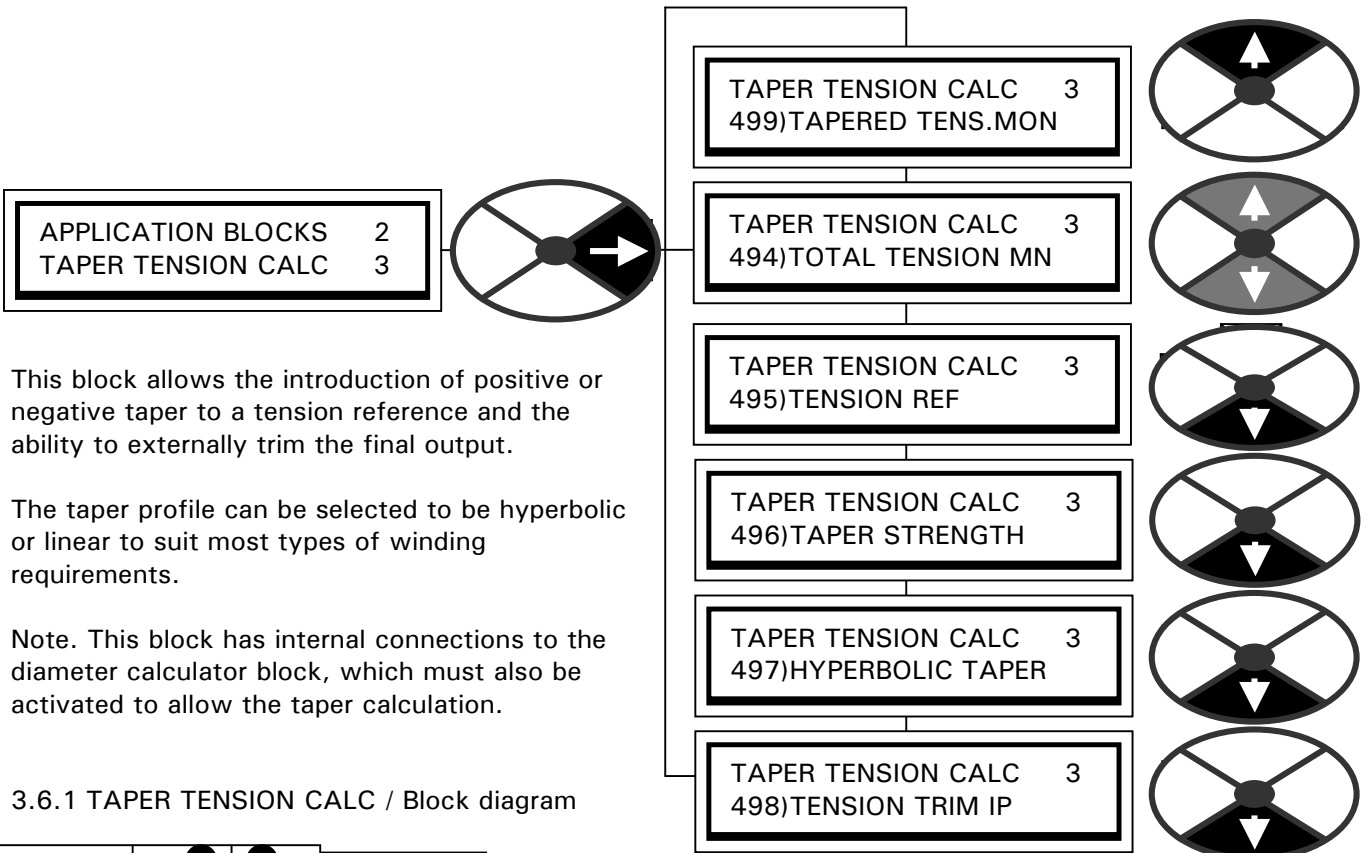 TAPER TENSION CALC 3
499)TAPERED TENS.MON
APPLICATION BLOCKS 2
TAPER TENSION CALC 3
TAPER TENSION CALC 3
494)TOTAL TENSION MN
TAPER TENSION CALC 3
495)TENSION REF
TAPER TENSION CALC 3
496)TAPER STRENGTH
TAPER TENSION CALC 3
497)HYPERBOLIC TAPER
TAPER TENSION CALC 3
498)TENSION TRIM IP
This block allows the introduction of positive or
negative taper to a tension reference and the
ability to externally trim the final output.
The taper profile can be selected to be hyperbolic
or linear to suit most types of winding
requirements.
Note. This block has internal connections to the
diameter calculator block, which must also be
activated to allow the taper calculation.
3.6.1 TAPER TENSION CALC / Block diagram